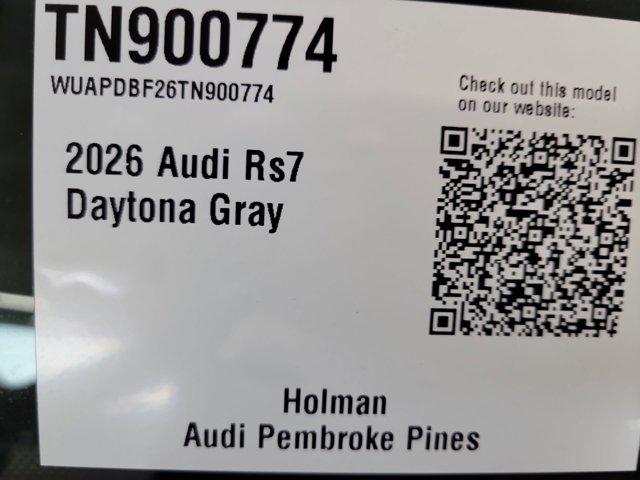 TN900774
WUAPDBF26TN900774
Check out this model
on our website:
2026 Audi Rs7
Daytona Gray
Holman
Audi Pembroke Pines